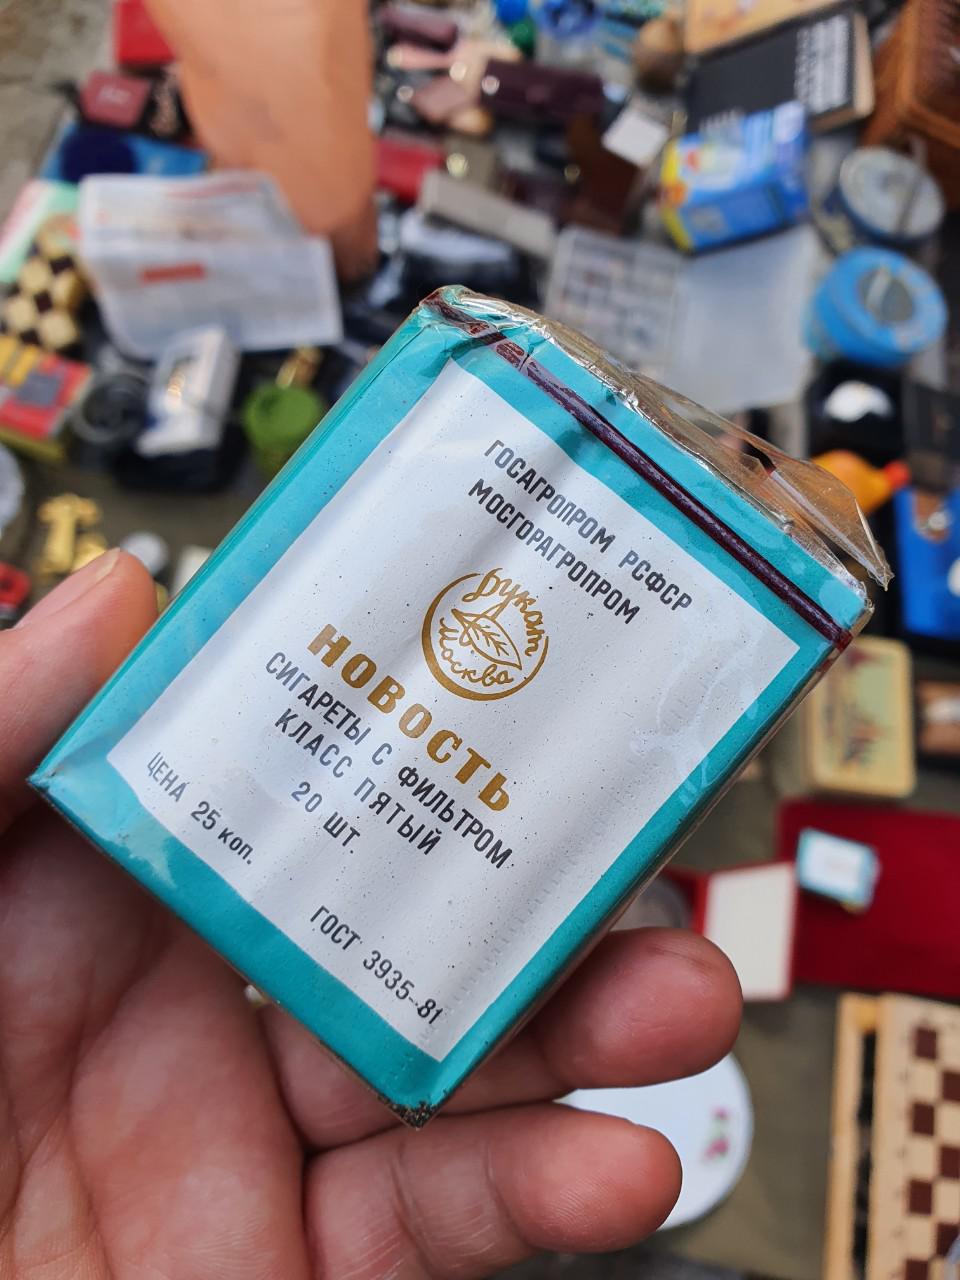 ГОСАГРОПРОМ РСФСР
МОСГОРАГРОПРОМ
Дукат
Москва
НОВОСТЬ
СИГАРЕТЫ С ФИЛЬТРОМ
КЛАСС ПЯТЫЙ
20 ШТ.
ЦЕНА 25 коп.
ГОСТ 3935-81